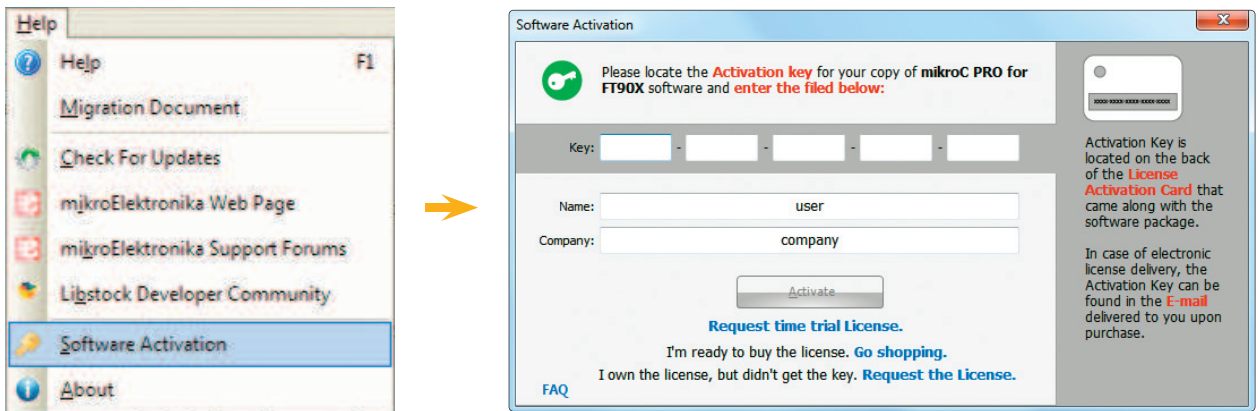 Help
Help F1
Migration Document
Check For Updates
mikroElektronika Web Page
mikroElektronika Support Forums
Libstock Developer Community
Software Activation
About
Software Activation
X
Please locate the Activation key for your copy of mikroC PRO for
FT90X software and enter the filed below:
Key: - - - -
Name: user
Company: company
Activate
Request time trial License.
I'm ready to buy the license. Go shopping.
I own the license, but didn't get the key. Request the License.
FAQ
xxxx-xxxx-xxxx-xxxx-xxxx
Activation Key is
located on the back
of the License
Activation Card that
came along with the
software package.
In case of electronic
license delivery, the
Activation Key can be
found in the E-mail
delivered to you upon
purchase.